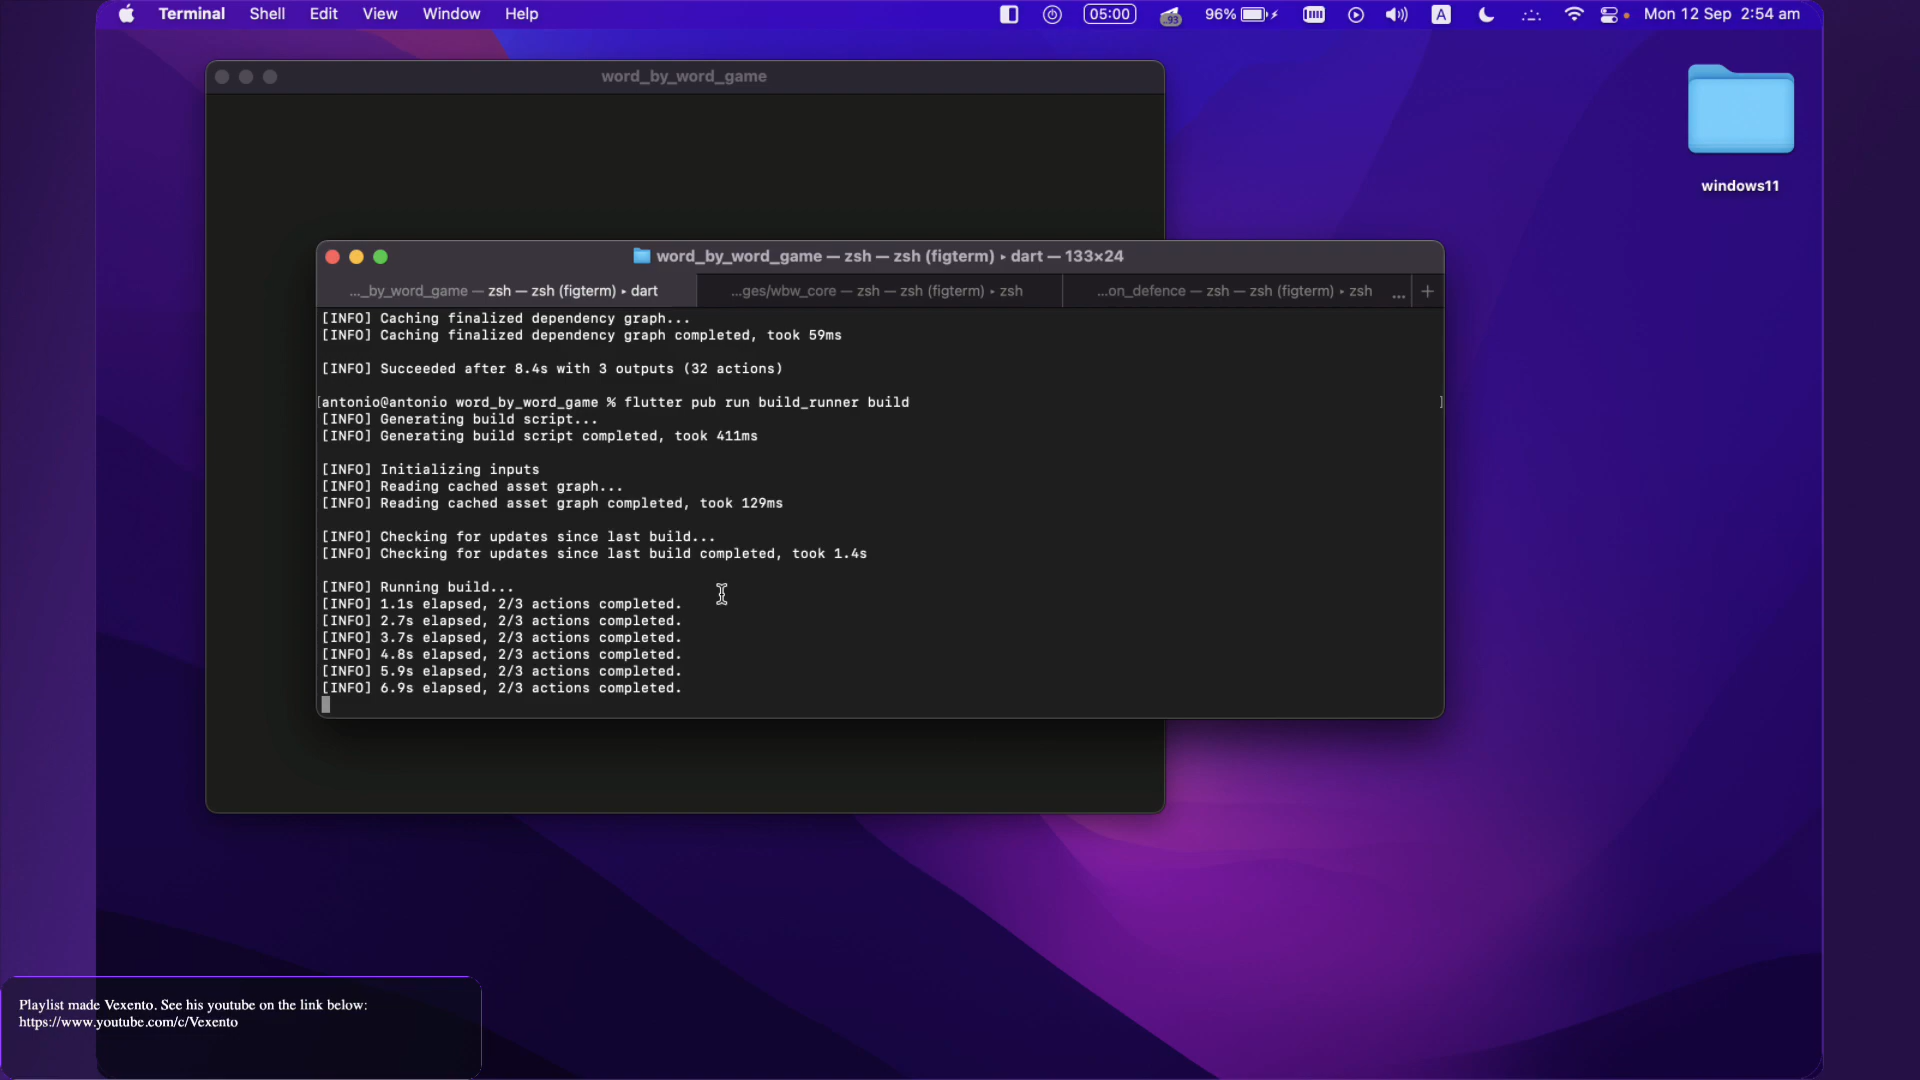 Terminal Shell Edit View Window Help 05:00 ..93 96% A Mon 12 Sep 2:54 am
word_by_word_game
windows11
word_by_word_game — zsh — zsh (figterm) ▸ dart — 133×24
..._by_word_game — zsh — zsh (figterm) ▸ dart ...ges/wbw_core — zsh — zsh (figterm) ▸ zsh ...on_defence — zsh — zsh (figterm) ▸ zsh ... +
[INFO] Caching finalized dependency graph...
[INFO] Caching finalized dependency graph completed, took 59ms
[INFO] Succeeded after 8.4s with 3 outputs (32 actions)
[antonio@antonio word_by_word_game % flutter pub run build_runner build ]
[INFO] Generating build script...
[INFO] Generating build script completed, took 411ms
[INFO] Initializing inputs
[INFO] Reading cached asset graph...
[INFO] Reading cached asset graph completed, took 129ms
[INFO] Checking for updates since last build...
[INFO] Checking for updates since last build completed, took 1.4s
[INFO] Running build...
[INFO] 1.1s elapsed, 2/3 actions completed.
[INFO] 2.7s elapsed, 2/3 actions completed.
[INFO] 3.7s elapsed, 2/3 actions completed.
[INFO] 4.8s elapsed, 2/3 actions completed.
[INFO] 5.9s elapsed, 2/3 actions completed.
[INFO] 6.9s elapsed, 2/3 actions completed.
Playlist made Vexento. See his youtube on the link below:
https://www.youtube.com/c/Vexento